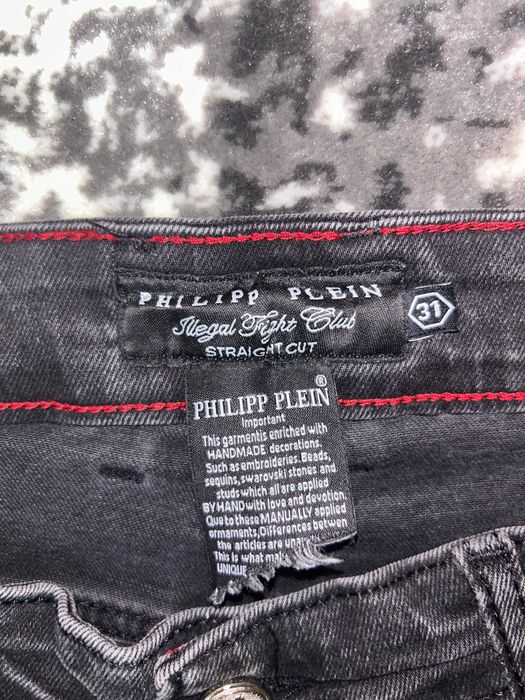 PHILIPP PLEIN
Illegal Fight Club
STRAIGHT CUT
31
PHILIPP PLEIN®
Important
This garmentis enriched with
HANDMADE decorations.
Such as embroideries. Beads,
sequins, swarovski stones and
studs which all are applied
BY HAND with love and devotion.
Que to these MANUALLY applied
ornaments, Differences betwen
the articles are
This is what
UNIQUE